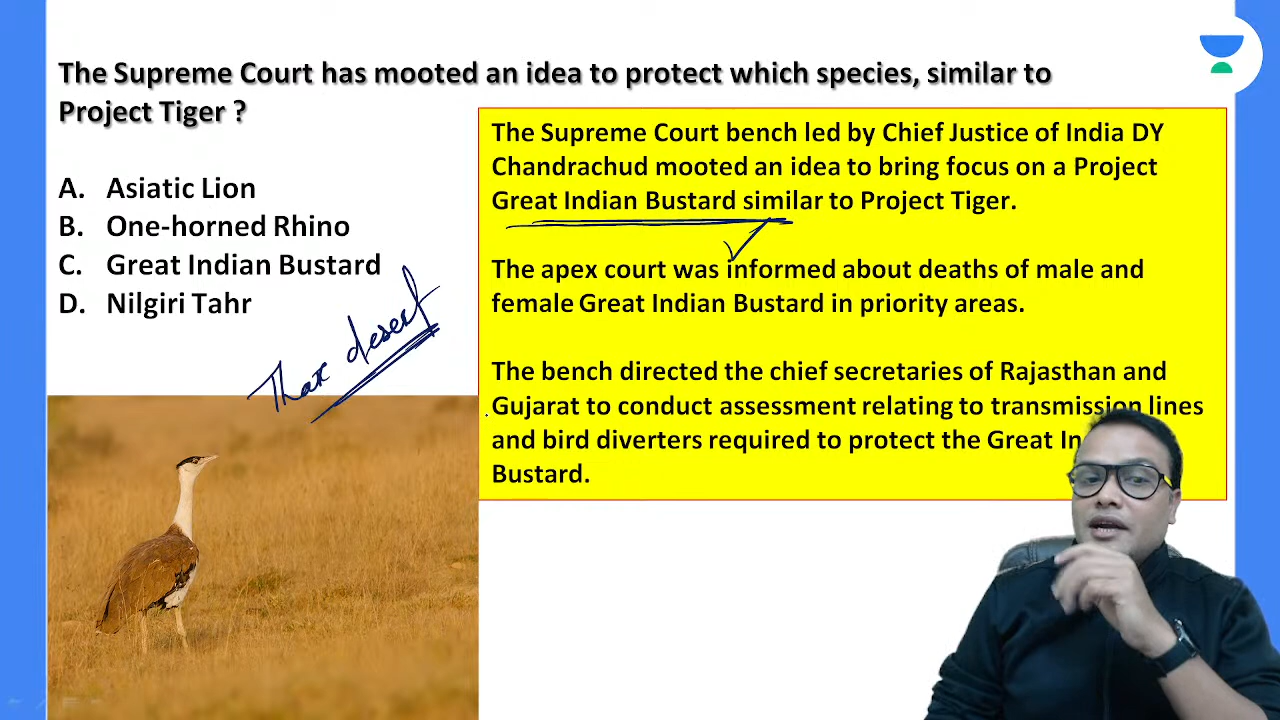 The Supreme Court has mooted an idea to protect which species, similar to
Project Tiger ?
A. Asiatic Lion
B. One-horned Rhino
C. Great Indian Bustard
D. Nilgiri Tahr
Thar desert
The Supreme Court bench led by Chief Justice of India DY
Chandrachud mooted an idea to bring focus on a Project
Great Indian Bustard similar to Project Tiger.
The apex court was informed about deaths of male and
female Great Indian Bustard in priority areas.
The bench directed the chief secretaries of Rajasthan and
Gujarat to conduct assessment relating to transmission lines
and bird diverters required to protect the Great In
Bustard.